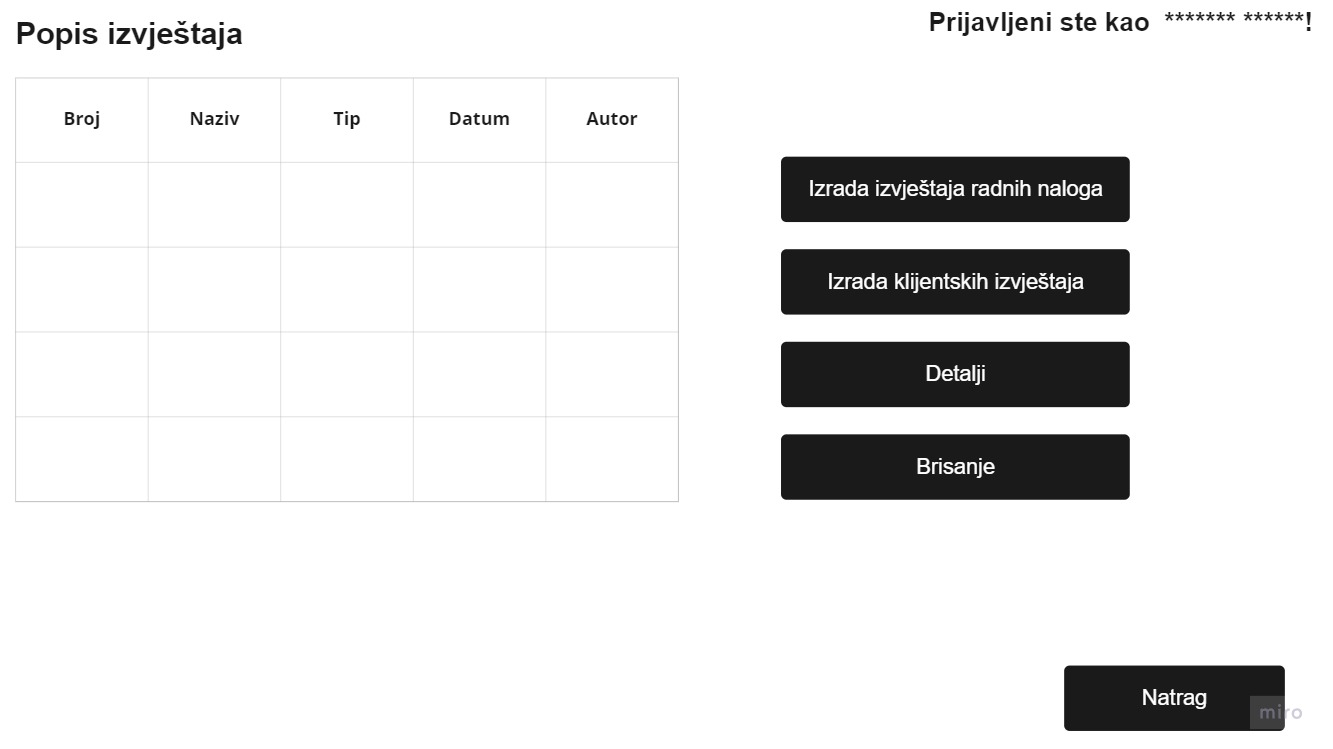 Popis izvještaja
Prijavljeni ste kao ******* ******!
Broj Naziv Tip Datum Autor
Izrada izvještaja radnih naloga
Izrada klijentskih izvještaja
Detalji
Brisanje
Natrag
miro